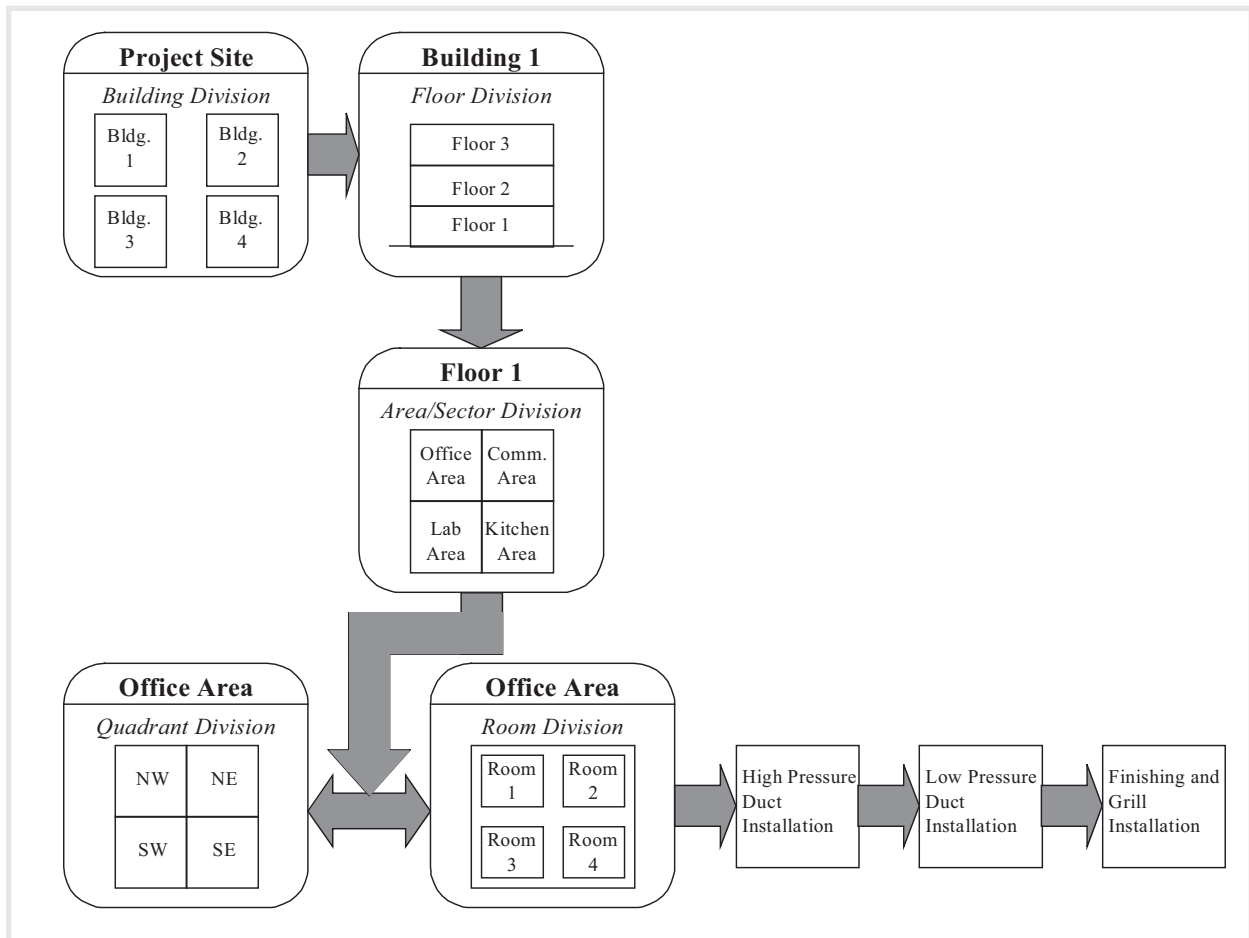 Project Site
Building Division
Bldg.
1
Bldg.
2
Bldg.
3
Bldg.
4
Building 1
Floor Division
Floor 3
Floor 2
Floor 1
Floor 1
Area/Sector Division
Office
Area
Comm.
Area
Lab
Area
Kitchen
Area
Office Area
Quadrant Division
NW
NE
SW
SE
Office Area
Room Division
Room
1
Room
2
Room
3
Room
4
High Pressure
Duct
Installation
Low Pressure
Duct
Installation
Finishing and
Grill
Installation